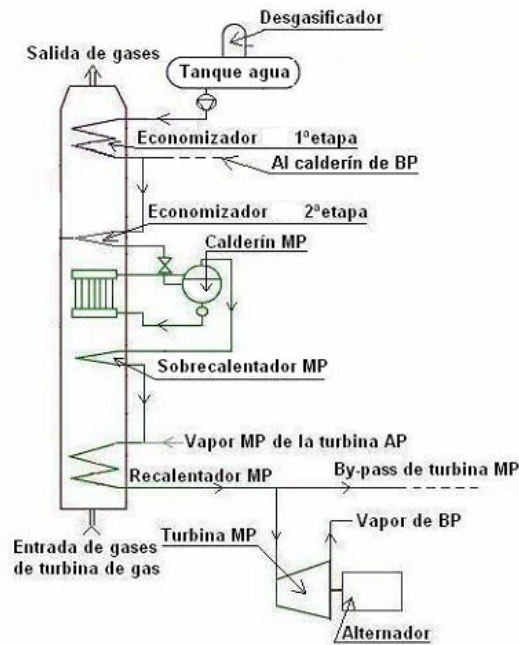 Desgasificador
Salida de gases
Tanque agua
Economizador 1ªetapa
Al calderín de BP
Economizador 2ªetapa
Calderín MP
Sobrecalentador MP
Vapor MP de la turbina AP
Recalentador MP
By-pass de turbina MP
Vapor de BP
Entrada de gases
de turbina de gas
Turbina MP
Alternador